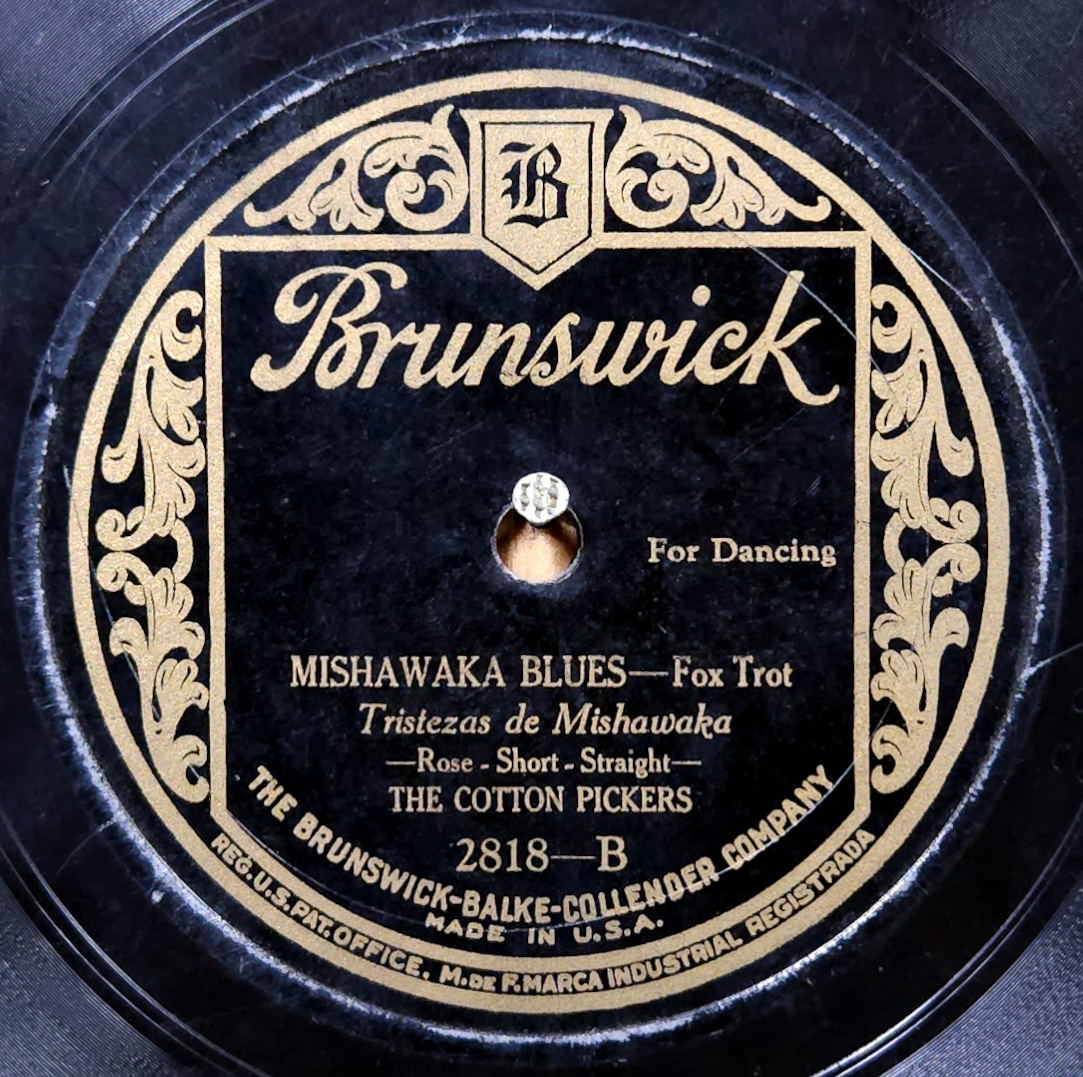 B
Brunswick
For Dancing
MISHAWAKA BLUES—Fox Trot
Tristezas de Mishawaka
—Rose - Short - Straight—
THE COTTON PICKERS
2818—B
THE BRUNSWICK-BALKE-COLLENDER COMPANY
MADE IN U.S.A.
REG.U.S.PAT.OFFICE. M.DE F.MARCA INDUSTRIAL REGISTRADA